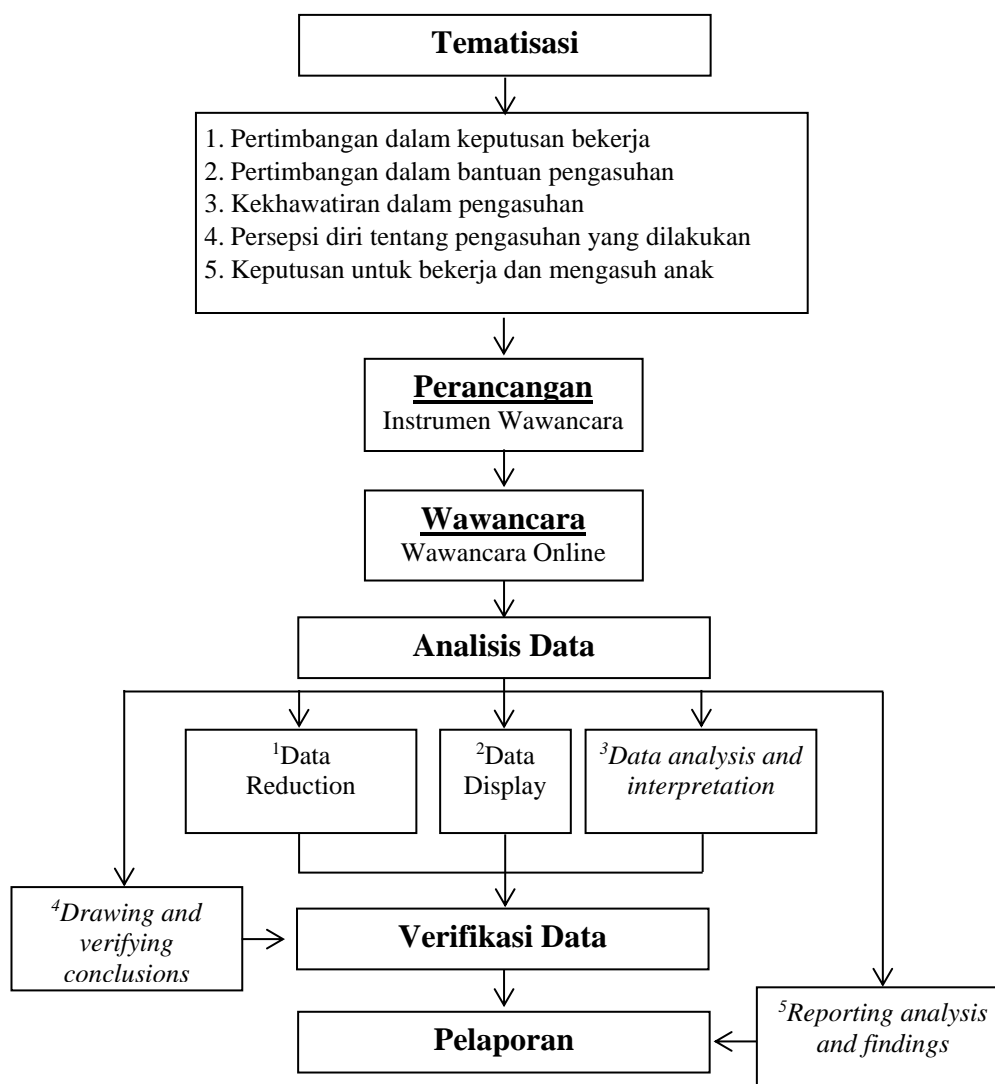 Tematisasi
1. Pertimbangan dalam keputusan bekerja
2. Pertimbangan dalam bantuan pengasuhan
3. Kekhawatiran dalam pengasuhan
4. Persepsi diri tentang pengasuhan yang dilakukan
5. Keputusan untuk bekerja dan mengasuh anak
Perancangan
Instrumen Wawancara
Wawancara
Wawancara Online
Analisis Data
¹Data
Reduction
²Data
Display
³Data analysis and
interpretation
⁴Drawing and
verifying
conclusions
Verifikasi Data
Pelaporan
⁵Reporting analysis
and findings